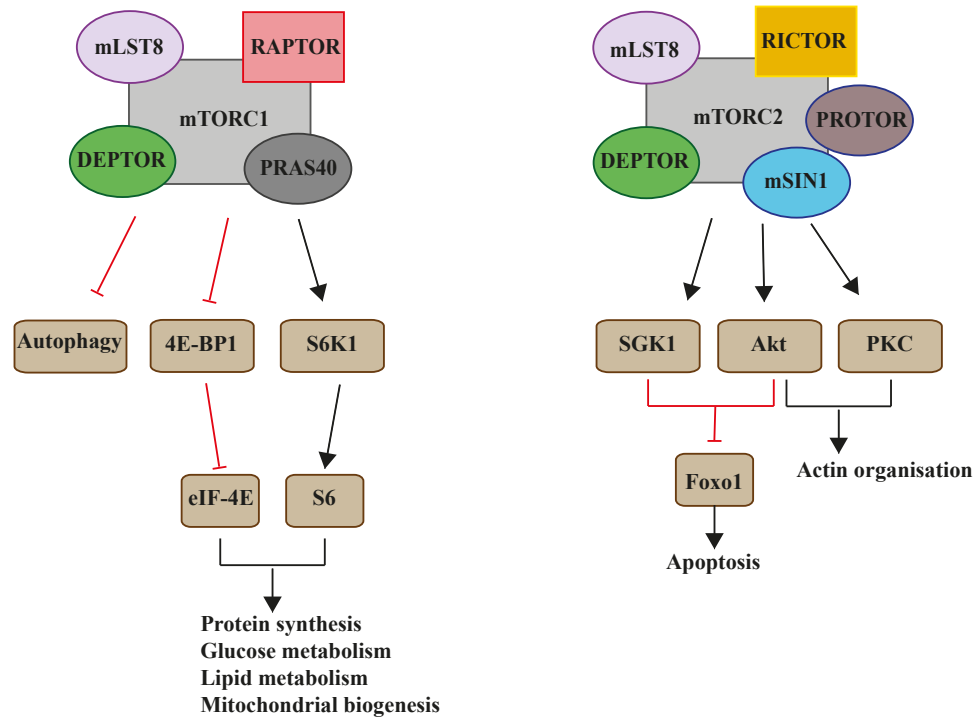 mLST8
RAPTOR
mTORC1
DEPTOR
PRAS40
Autophagy
4E-BP1
S6K1
eIF-4E
S6
Protein synthesis
Glucose metabolism
Lipid metabolism
Mitochondrial biogenesis
mLST8
RICTOR
mTORC2
PROTOR
DEPTOR
mSIN1
SGK1
Akt
PKC
Foxo1
Actin organisation
Apoptosis